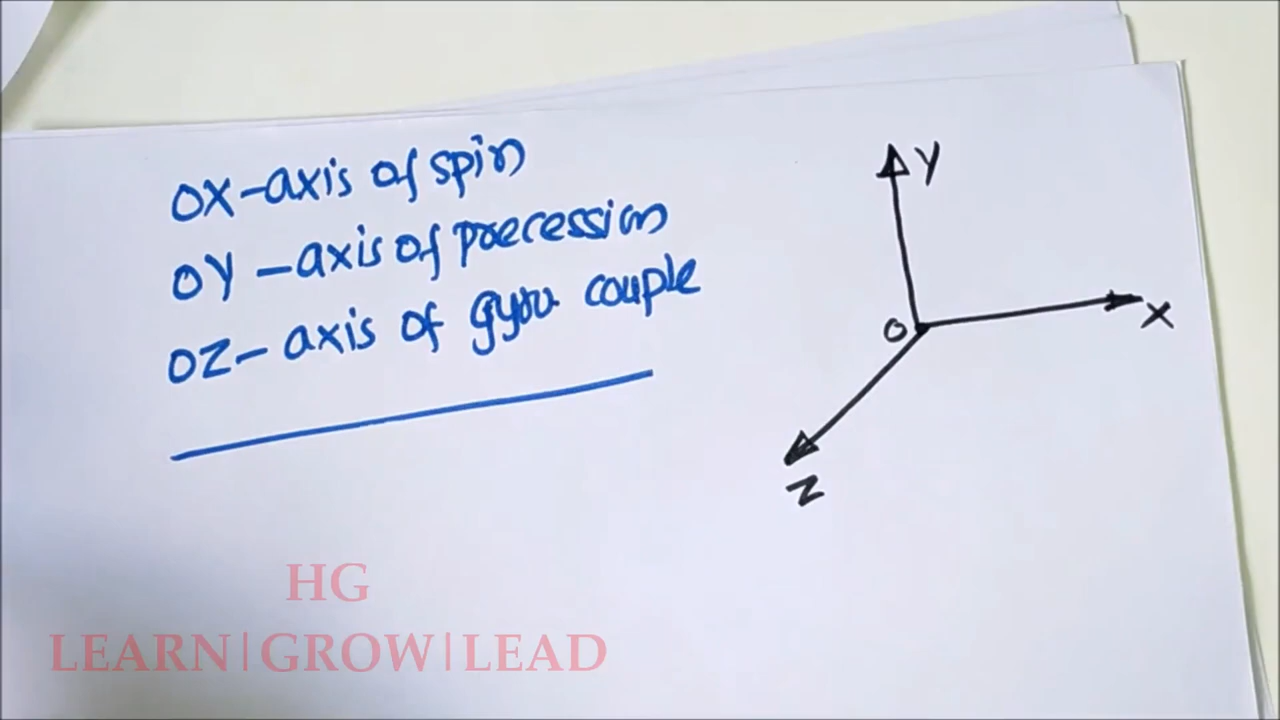 OX-axis of spin
OY-axis of precession
OZ-axis of gyro couple
Y
O
X
Z
HG
LEARN|GROW|LEAD